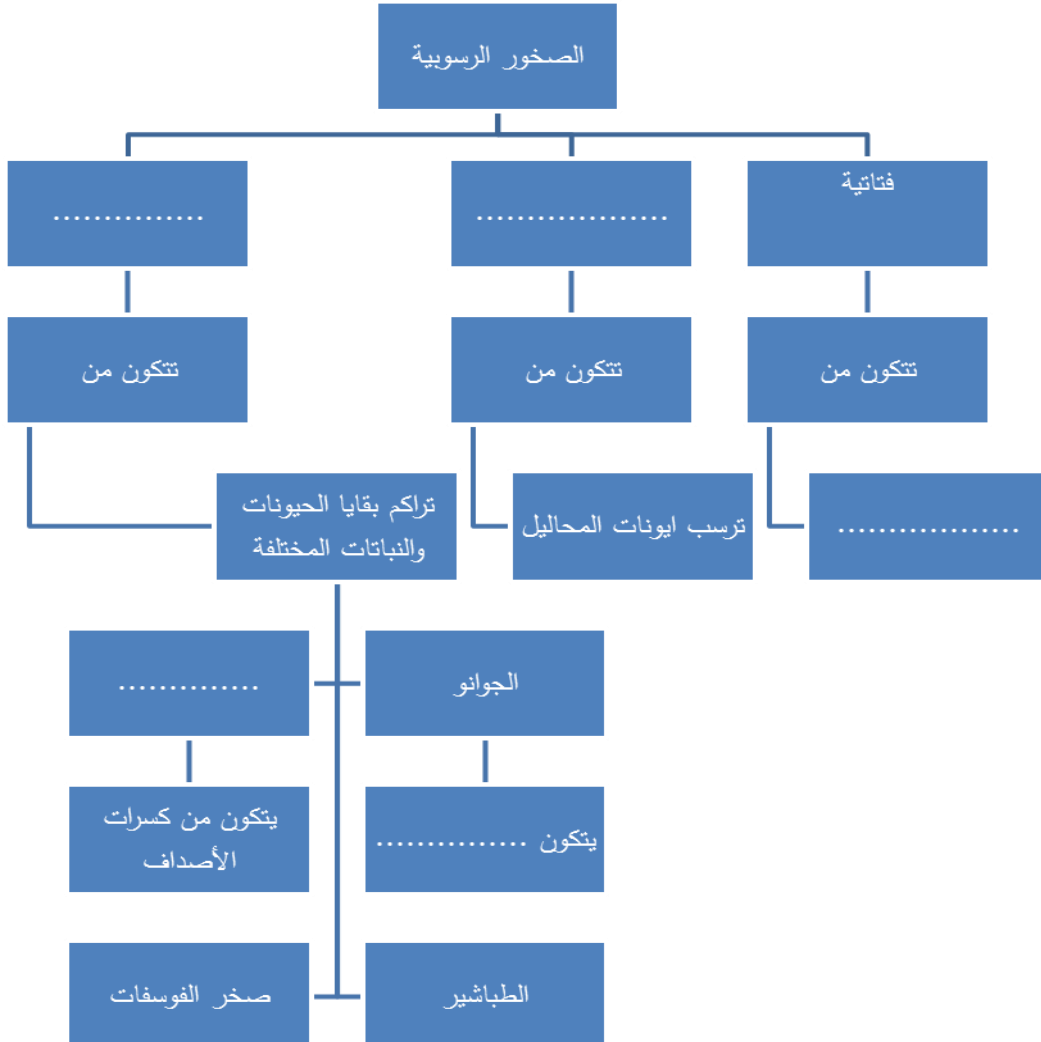 الصخور الرسوبية
فتاتية
...................
...............
تتكون من
تتكون من
تتكون من
..................
ترسب ايونات المحاليل
تراكم بقايا الحيونات
والنباتات المختلفة
الجوانو
..............
يتكون ...............
يتكون من كسرات
الأصداف
الطباشير
صخر الفوسفات